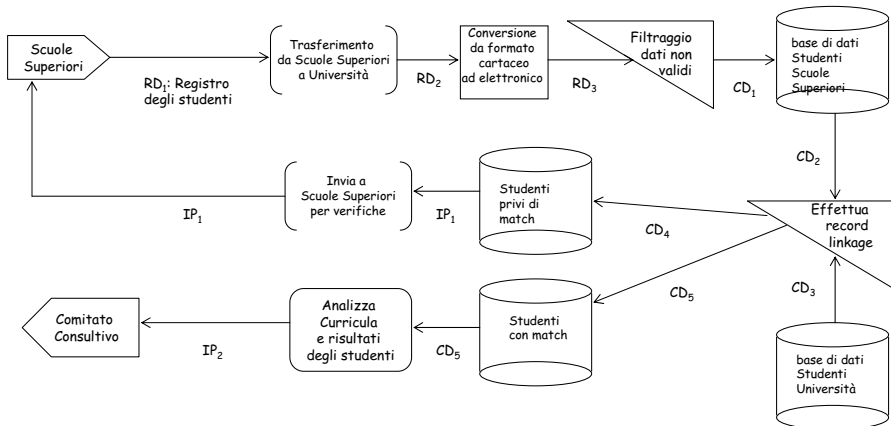 Scuole
Superiori
RD1: Registro
degli studenti
Trasferimento
da Scuole Superiori
a Università
RD2
Conversione
da formato
cartaceo
ad elettronico
RD3
Filtraggio
dati non
validi
CD1
base di dati
Studenti
Scuole
Superiori
CD2
IP1
Invia a
Scuole Superiori
per verifiche
IP1
Studenti
privi di
match
CD4
Effettua
record
linkage
CD5
CD3
Comitato
Consultivo
IP2
Analizza
Curricula
e risultati
degli studenti
CD5
Studenti
con match
base di dati
Studenti
Università